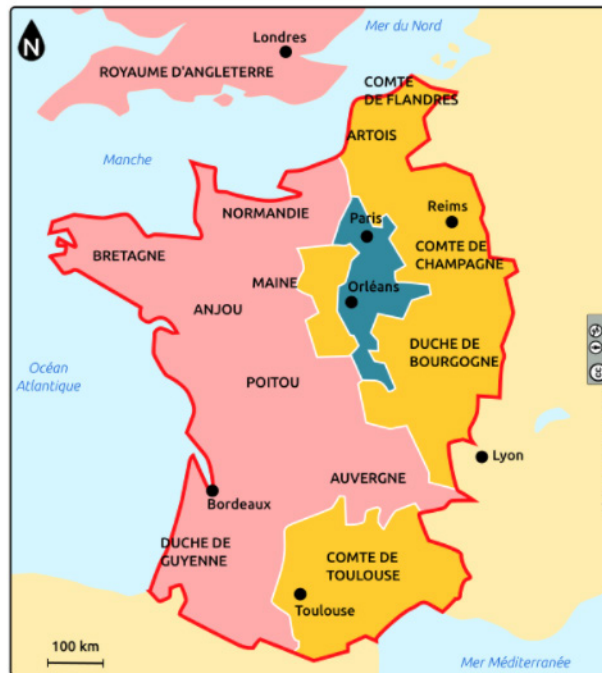 N
Londres
Mer du Nord
ROYAUME D'ANGLETERRE
COMTE
DE FLANDRES
ARTOIS
Manche
NORMANDIE
Paris
Reims
BRETAGNE
COMTE DE
CHAMPAGNE
MAINE
Orléans
ANJOU
DUCHE DE
BOURGOGNE
Océan
Atlantique
POITOU
Lyon
AUVERGNE
Bordeaux
DUCHE DE
GUYENNE
COMTE DE
TOULOUSE
Toulouse
100 km
Mer Méditerranée
cc